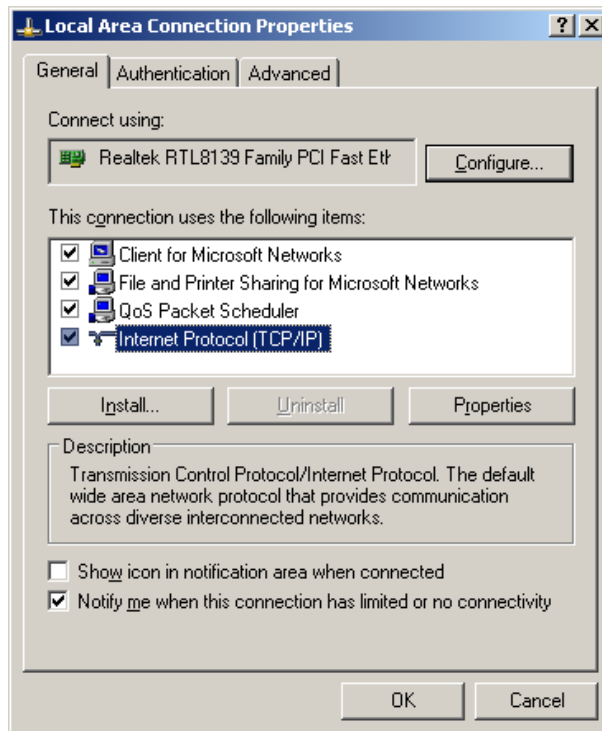 Local Area Connection Properties
General Authentication Advanced
Connect using:
Realtek RTL8139 Family PCI Fast Eth
Configure...
This connection uses the following items:
Client for Microsoft Networks
File and Printer Sharing for Microsoft Networks
QoS Packet Scheduler
Internet Protocol (TCP/IP)
Install... Uninstall Properties
Description
Transmission Control Protocol/Internet Protocol. The default
wide area network protocol that provides communication
across diverse interconnected networks.
Show icon in notification area when connected
Notify me when this connection has limited or no connectivity
OK Cancel